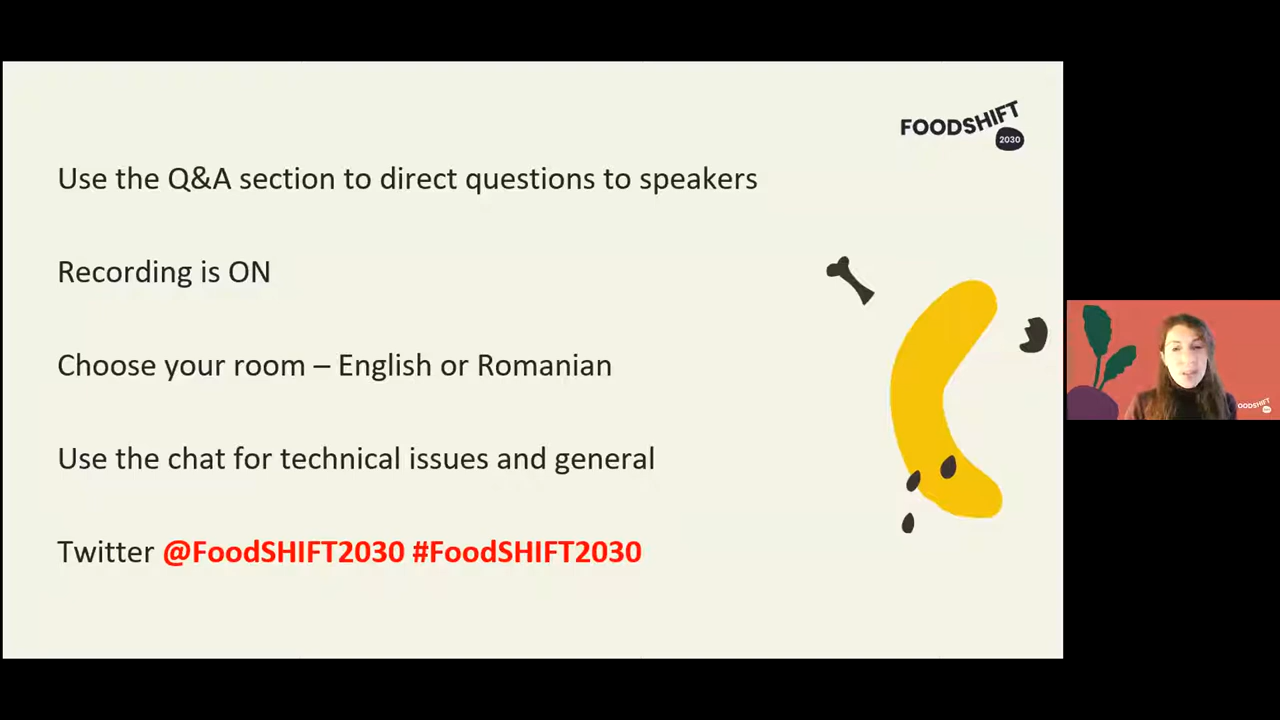 FOODSHIFT
2030
Use the Q&A section to direct questions to speakers
Recording is ON
Choose your room – English or Romanian
Use the chat for technical issues and general
Twitter @FoodSHIFT2030 #FoodSHIFT2030
FOODSHIFT